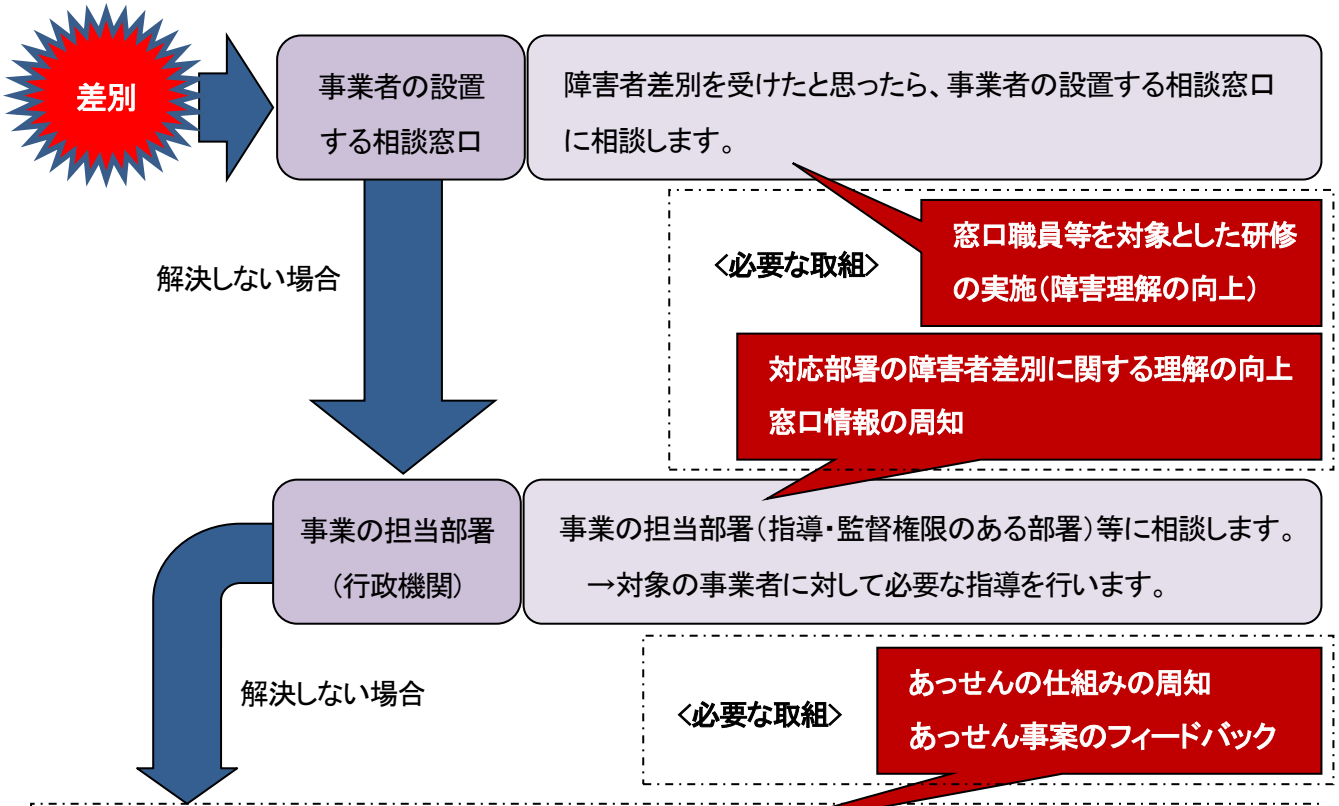 差別
事業者の設置
する相談窓口
障害者差別を受けたと思ったら、事業者の設置する相談窓口
に相談します。
解決しない場合
<必要な取組>
窓口職員等を対象とした研修
の実施(障害理解の向上)
対応部署の障害者差別に関する理解の向上
窓口情報の周知
事業の担当部署
(行政機関)
事業の担当部署(指導・監督権限のある部署)等に相談します。
→対象の事業者に対して必要な指導を行います。
解決しない場合
<必要な取組>
あっせんの仕組みの周知
あっせん事案のフィードバック